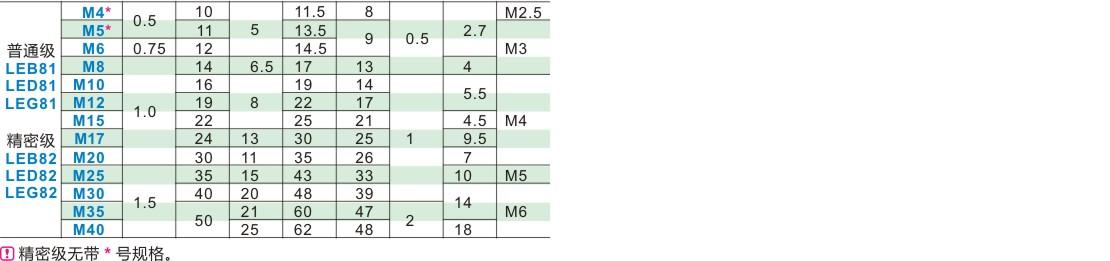 M4* 10 11.5 8 M2.5
0.5
M5* 11 5 13.5 2.7
9 0.5
普通级 M6 0.75 12 14.5 M3
LEB81 M8 14 6.5 17 13 4
LED81 M10 16 19 14
5.5
LEG81 M12 19 8 22 17
1.0
M15 22 25 21 4.5 M4
精密级 M17 24 13 30 25 1 9.5
LEB82 M20 30 11 35 26 7
LED82 M25 35 15 43 33 10 M5
LEG82 M30 40 20 48 39
1.5 14
M35 21 60 47 M6
50 2
M40 25 62 48 18
! 精密级无带 * 号规格。